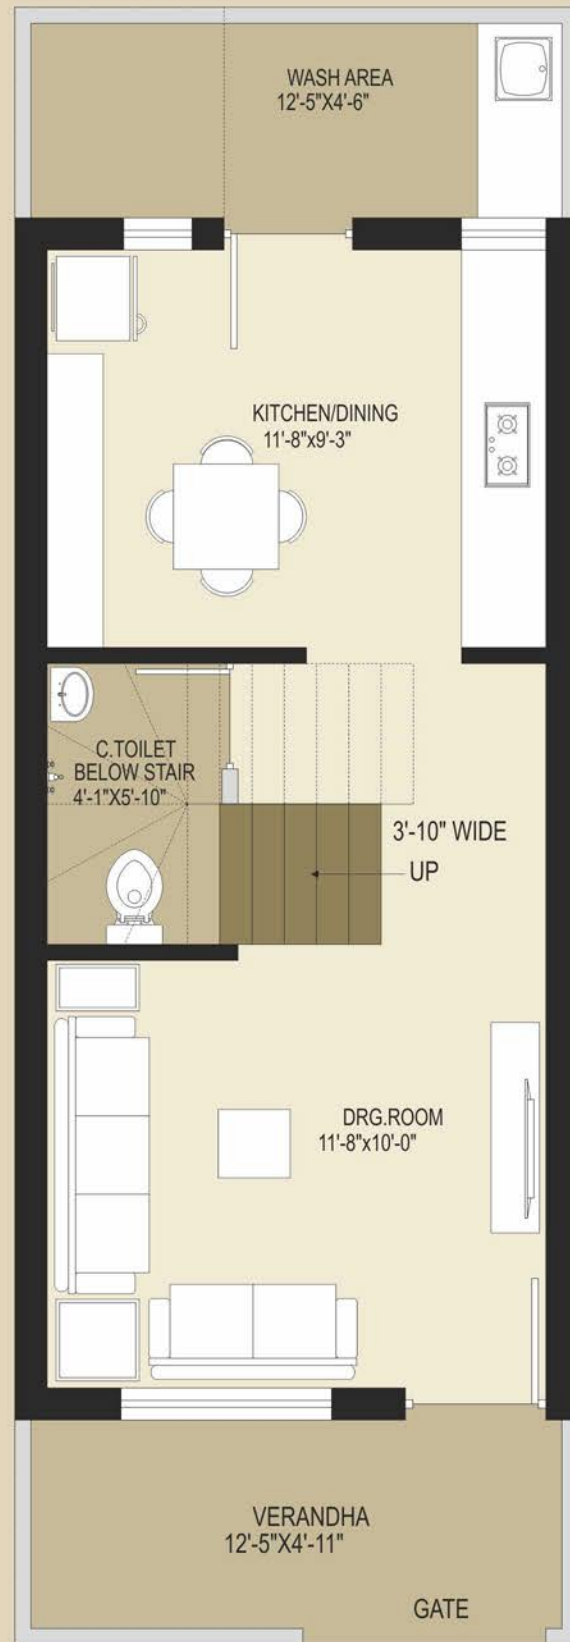 WASH AREA
12'-5"X4'-6"
KITCHEN/DINING
11'-8"x9'-3"
C.TOILET
BELOW STAIR
4'-1"X5'-10"
3'-10" WIDE
UP
DRG.ROOM
11'-8"x10'-0"
VERANDHA
12'-5"X4'-11"
GATE